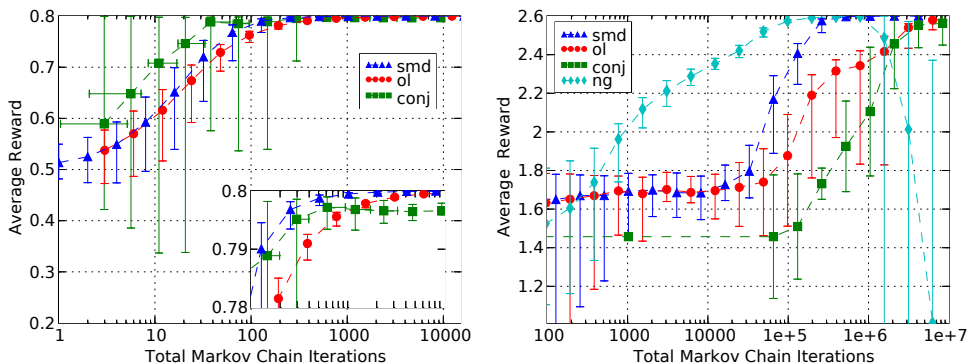 0.8
0.7
0.6
0.5
0.4
0.3
0.2
Average Reward
smd
ol
conj
0.8
0.79
0.78
1 10 100 1000 10000
Total Markov Chain Iterations
2.6
2.4
2.2
2.0
1.8
1.6
1.4
1.2
1.0
Average Reward
smd
ol
conj
ng
100 1000 10000 1e+5 1e+6 1e+7
Total Markov Chain Iterations